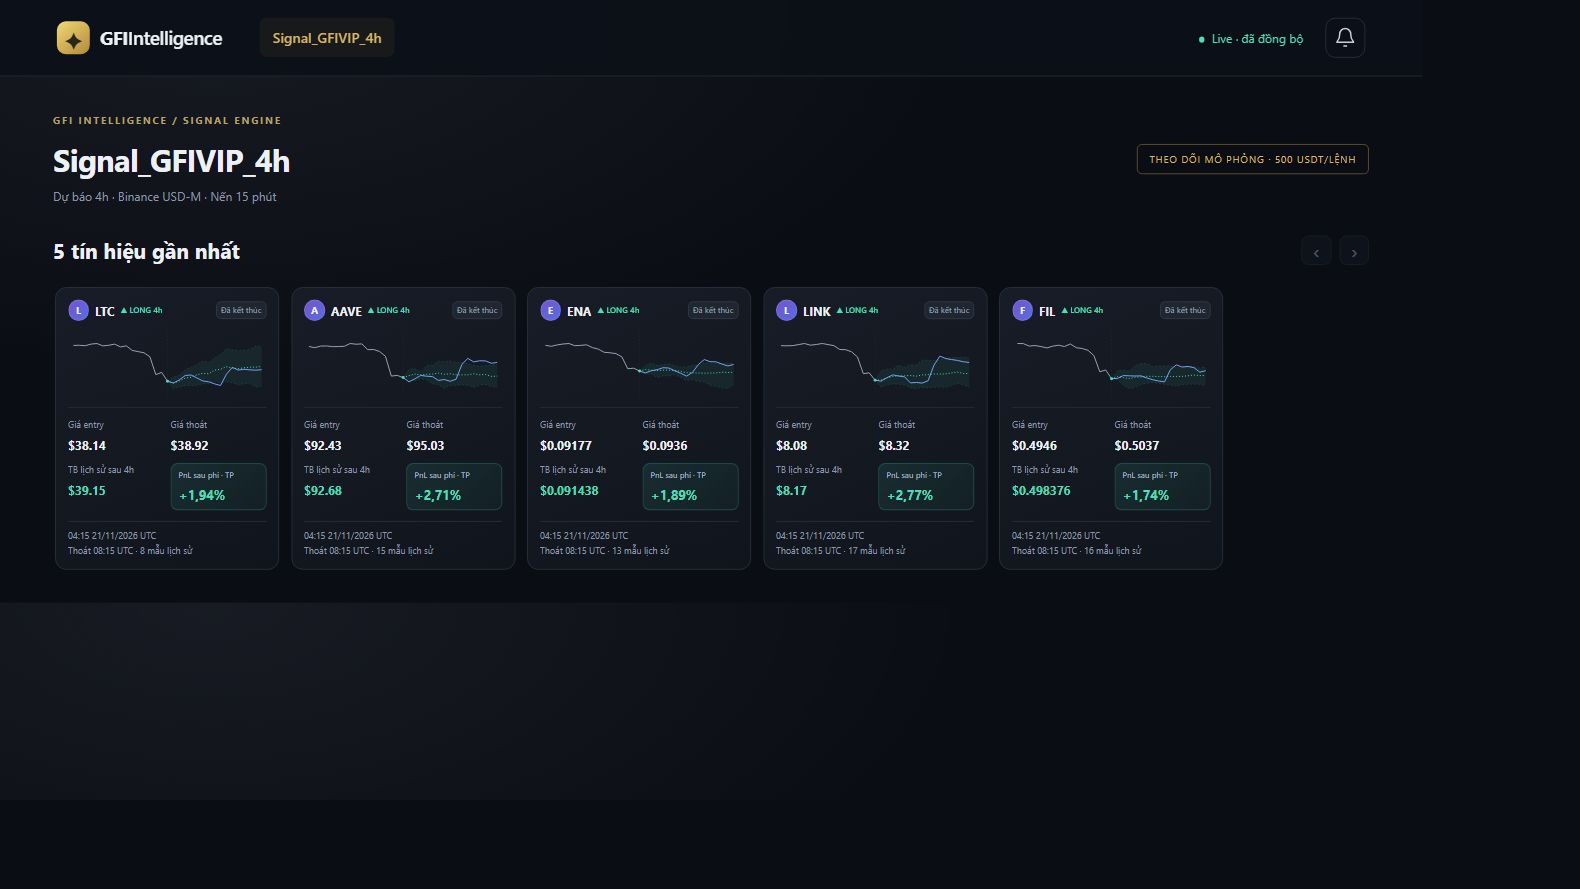 GFIIntelligence
Signal_GFIVIP_4h
Live · đã đồng bộ
GFI INTELLIGENCE / SIGNAL ENGINE
Signal_GFIVIP_4h
THEO DÕI MÔ PHỎNG · 500 USDT/LỆNH
Dự báo 4h · Binance USD-M · Nến 15 phút
5 tín hiệu gần nhất
‹ ›
L LTC ▲ LONG 4h Đã kết thúc
Giá entry Giá thoát
$38.14 $38.92
TB lịch sử sau 4h PnL sau phí · TP
$39.15 +1,94%
04:15 21/11/2026 UTC
Thoát 08:15 UTC · 8 mẫu lịch sử
A AAVE ▲ LONG 4h Đã kết thúc
Giá entry Giá thoát
$92.43 $95.03
TB lịch sử sau 4h PnL sau phí · TP
$92.68 +2,71%
04:15 21/11/2026 UTC
Thoát 08:15 UTC · 15 mẫu lịch sử
E ENA ▲ LONG 4h Đã kết thúc
Giá entry Giá thoát
$0.09177 $0.0936
TB lịch sử sau 4h PnL sau phí · TP
$0.091438 +1,89%
04:15 21/11/2026 UTC
Thoát 08:15 UTC · 13 mẫu lịch sử
L LINK ▲ LONG 4h Đã kết thúc
Giá entry Giá thoát
$8.08 $8.32
TB lịch sử sau 4h PnL sau phí · TP
$8.17 +2,77%
04:15 21/11/2026 UTC
Thoát 08:15 UTC · 17 mẫu lịch sử
F FIL ▲ LONG 4h Đã kết thúc
Giá entry Giá thoát
$0.4946 $0.5037
TB lịch sử sau 4h PnL sau phí · TP
$0.498376 +1,74%
04:15 21/11/2026 UTC
Thoát 08:15 UTC · 16 mẫu lịch sử